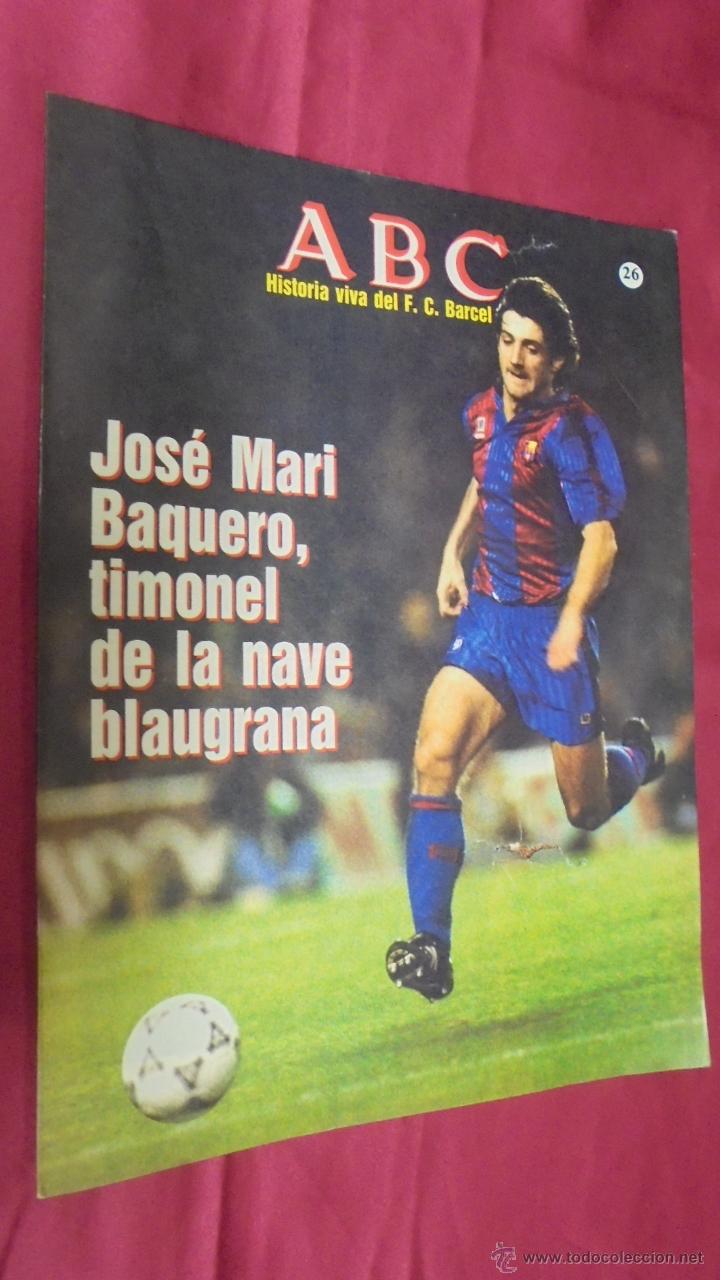 ABC
26
Historia viva del F. C. Barcel
José Mari
Baquero,
timonel
de la nave
blaugrana
www.todocoleccion.net